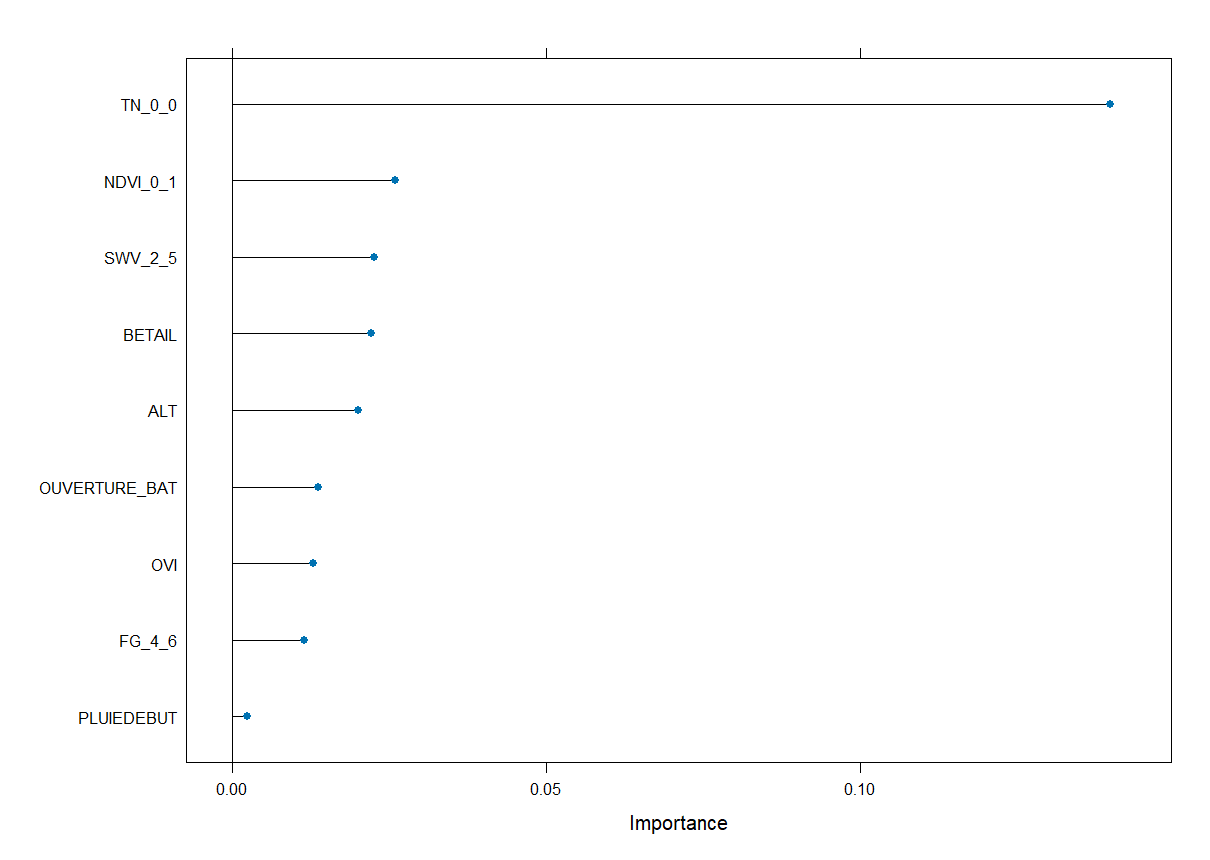 TN_0_0
NDVI_0_1
SWV_2_5
BETAIL
ALT
OUVERTURE_BAT
OVI
FG_4_6
PLUIEDEBUT
0.00 0.05 0.10
Importance